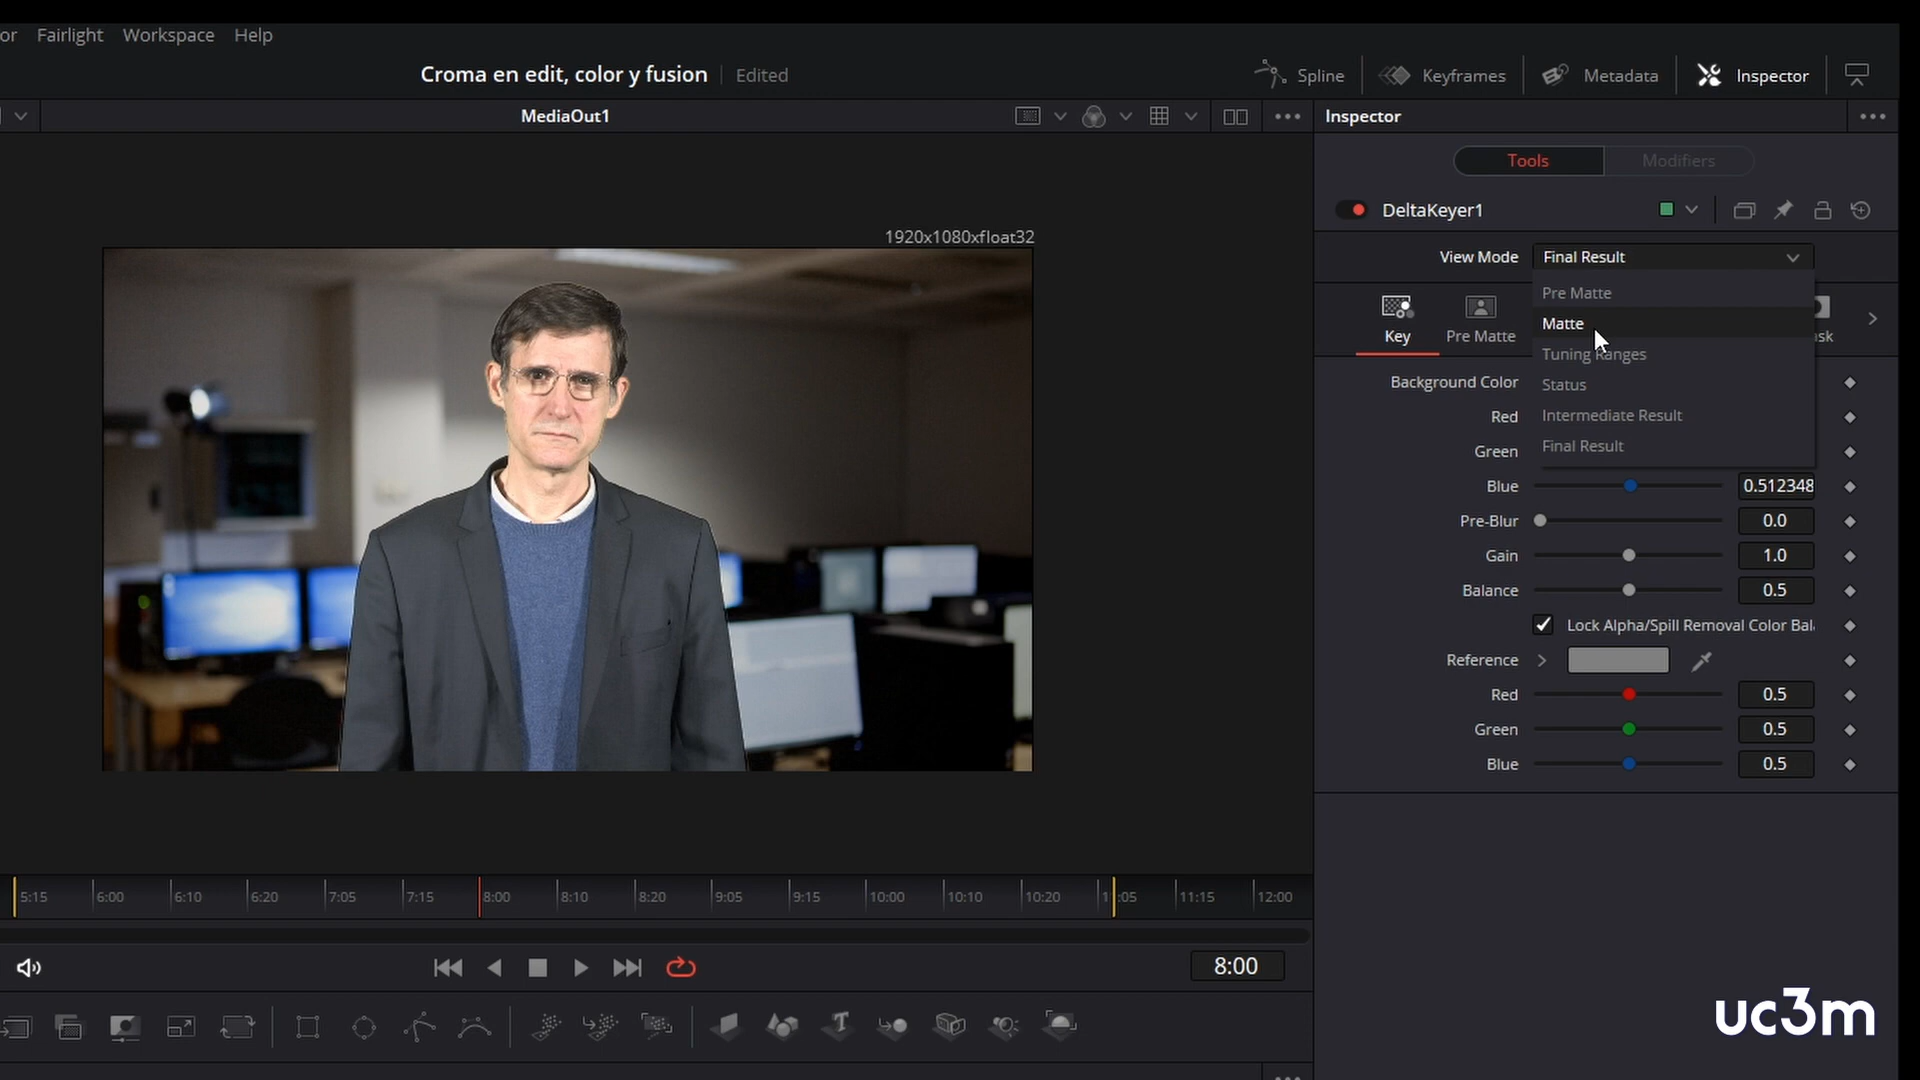 or Fairlight Workspace Help
Croma en edit, color y fusion Edited
Spline Keyframes Metadata Inspector
MediaOut1
Inspector
Tools Modifiers
DeltaKeyer1
1920x1080xfloat32
View Mode Final Result
Pre Matte
Matte
Tuning Ranges
Status
Intermediate Result
Final Result
Key Pre Matte sk
Background Color
Red
Green
Blue 0.512348
Pre-Blur 0.0
Gain 1.0
Balance 0.5
Lock Alpha/Spill Removal Color Bal
Reference
Red 0.5
Green 0.5
Blue 0.5
5:15 6:00 6:10 6:20 7:05 7:15 8:00 8:10 8:20 9:05 9:15 10:00 10:10 10:20 11:05 11:15 12:00
8:00
uc3m